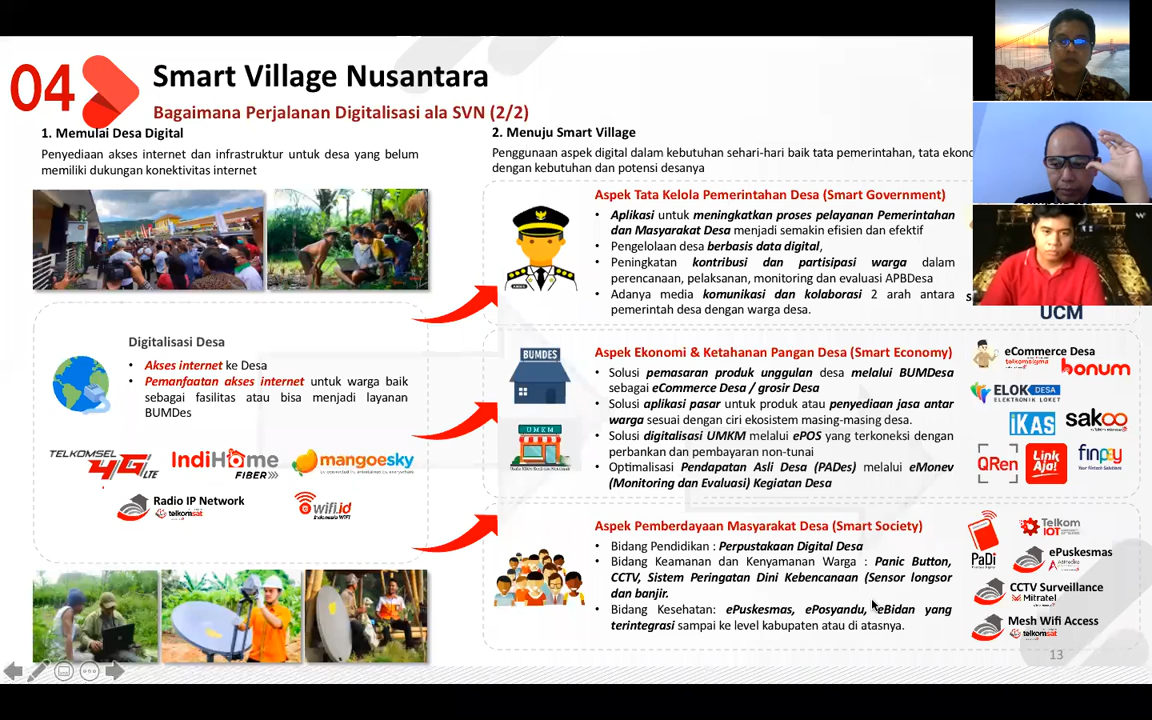 04
Smart Village Nusantara
Bagaimana Perjalanan Digitalisasi ala SVN (2/2)
1. Memulai Desa Digital
Penyediaan akses internet dan infrastruktur untuk desa yang belum
memiliki dukungan konektivitas internet
Digitalisasi Desa
• Akses internet ke Desa
• Pemanfaatan akses internet untuk warga baik
sebagai fasilitas atau bisa menjadi layanan
BUMDes
TELKOMSEL
4G LTE
IndiHome
FIBER
mangoesky
Radio IP Network
telkomsat
wifi.id
Indonesia WIFI
2. Menuju Smart Village
Penggunaan aspek digital dalam kebutuhan sehari-hari baik tata pemerintahan, tata ekono
dengan kebutuhan dan potensi desanya
Aspek Tata Kelola Pemerintahan Desa (Smart Government)
• Aplikasi untuk meningkatkan proses pelayanan Pemerintahan
dan Masyarakat Desa menjadi semakin efisien dan efektif
• Pengelolaan desa berbasis data digital,
• Peningkatan kontribusi dan partisipasi warga dalam
perencanaan, pelaksanan, monitoring dan evaluasi APBDesa
• Adanya media komunikasi dan kolaborasi 2 arah antara
pemerintah desa dengan warga desa.
UCM
BUMDES
UMKM
Aspek Ekonomi & Ketahanan Pangan Desa (Smart Economy)
• Solusi pemasaran produk unggulan desa melalui BUMDesa
sebagai eCommerce Desa / grosir Desa
• Solusi aplikasi pasar untuk produk atau penyediaan jasa antar
warga sesuai dengan ciri ekosistem masing-masing desa.
• Solusi digitalisasi UMKM melalui ePOS yang terkoneksi dengan
perbankan dan pembayaran non-tunai
• Optimalisasi Pendapatan Asli Desa (PADes) melalui eMonev
(Monitoring dan Evaluasi) Kegiatan Desa
eCommerce Desa
telkomsigma
bonum
ELOK DESA
ELEKTRONIK LOKET
iKAS
sakoo
QRen
Link Aja!
finpay
Your Fintech Solutions
Aspek Pemberdayaan Masyarakat Desa (Smart Society)
• Bidang Pendidikan : Perpustakaan Digital Desa
• Bidang Keamanan dan Kenyamanan Warga : Panic Button,
CCTV, Sistem Peringatan Dini Kebencanaan (Sensor longsor
dan banjir.
• Bidang Kesehatan: ePuskesmas, ePosyandu, eBidan yang
terintegrasi sampai ke level kabupaten atau di atasnya.
PaDi
Telkom
IOT
ePuskesmas
CCTV Surveillance
Mitratel
Mesh Wifi Access
telkomsat
13